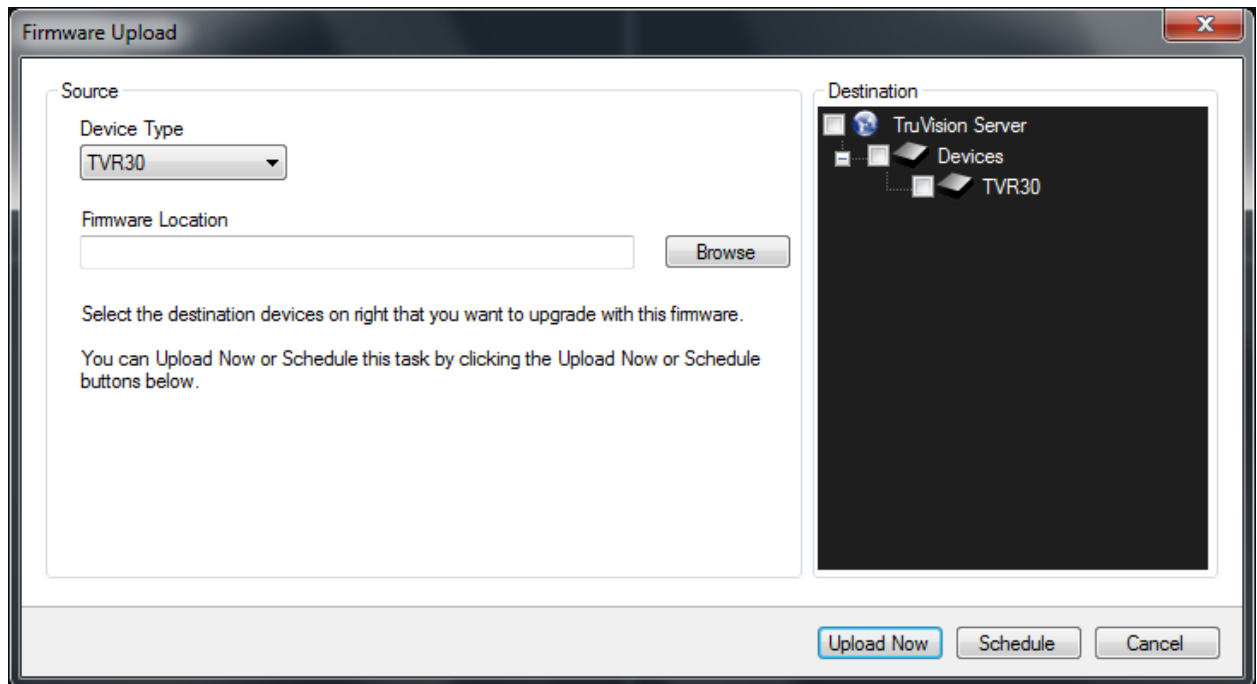 Firmware Upload
Source
Device Type
TVR30
Firmware Location
Browse
Select the destination devices on right that you want to upgrade with this firmware.
You can Upload Now or Schedule this task by clicking the Upload Now or Schedule
buttons below.
Destination
TruVision Server
Devices
TVR30
Upload Now
Schedule
Cancel